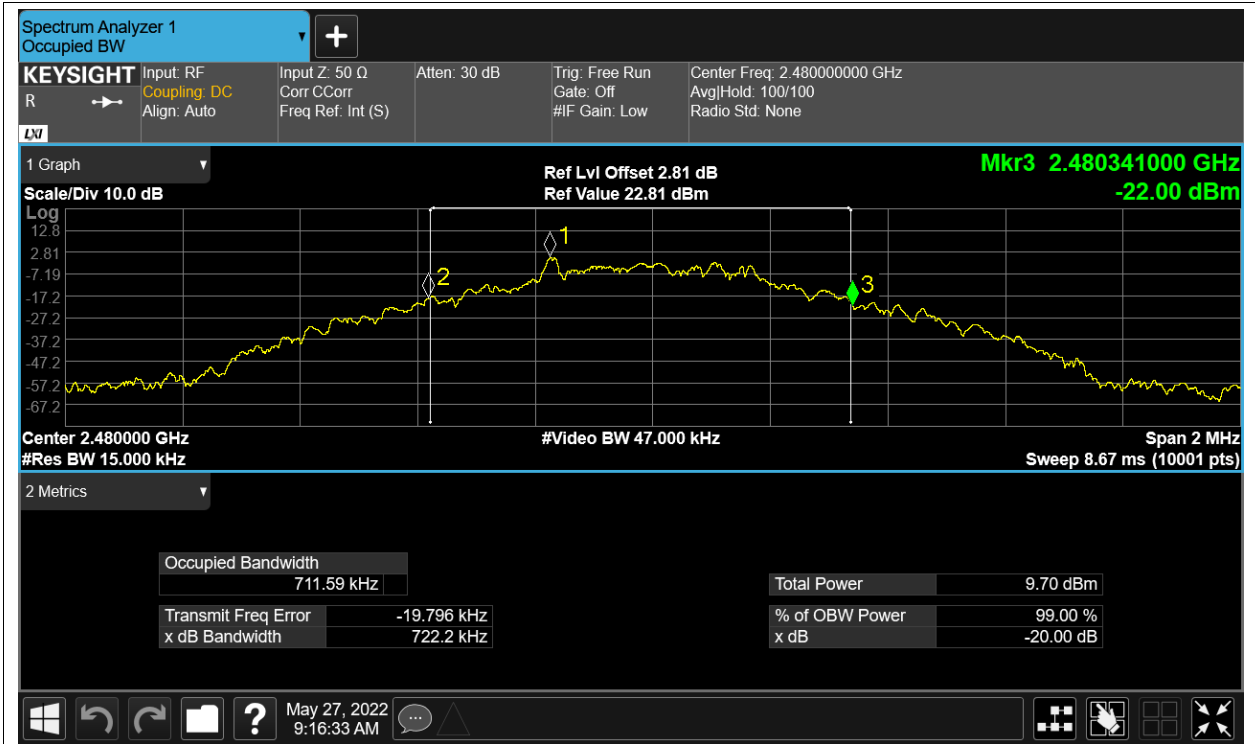 Spectrum Analyzer 1
Occupied BW
+
KEYSIGHT
R
LXI
Input: RF
Coupling: DC
Align: Auto
Input Z: 50 Ω
Corr CCorr
Freq Ref: Int (S)
Atten: 30 dB
Trig: Free Run
Gate: Off
#IF Gain: Low
Center Freq: 2.480000000 GHz
Avg|Hold: 100/100
Radio Std: None
1 Graph
Scale/Div 10.0 dB
Ref Lvl Offset 2.81 dB
Ref Value 22.81 dBm
Mkr3 2.480341000 GHz
-22.00 dBm
Log
12.8
2.81
-7.19
-17.2
-27.2
-37.2
-47.2
-57.2
-67.2
1
2
3
Center 2.480000 GHz
#Res BW 15.000 kHz
#Video BW 47.000 kHz
Span 2 MHz
Sweep 8.67 ms (10001 pts)
2 Metrics
Occupied Bandwidth
711.59 kHz
Transmit Freq Error -19.796 kHz
x dB Bandwidth 722.2 kHz
Total Power 9.70 dBm
% of OBW Power 99.00 %
x dB -20.00 dB
?
May 27, 2022
9:16:33 AM